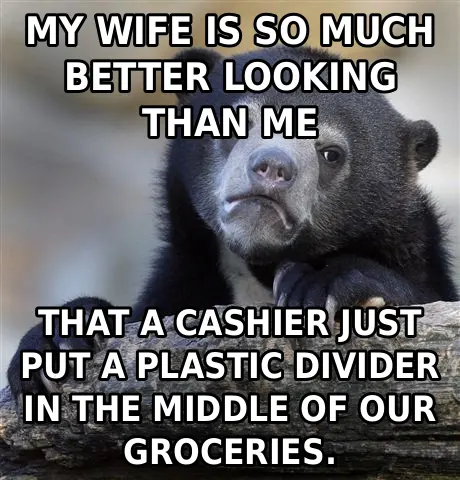 MY WIFE IS SO MUCH
BETTER LOOKING
THAN ME
THAT A CASHIER JUST
PUT A PLASTIC DIVIDER
IN THE MIDDLE OF OUR
GROCERIES.